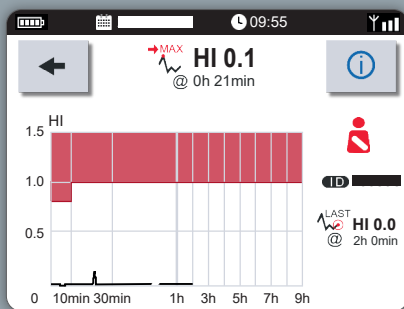 09:55
MAX
HI 0.1
@ 0h 21min
i
HI
1.5
1.0
0.5
0 10min 30min 1h 3h 5h 7h 9h
ID
LAST
HI 0.0
@ 2h 0min